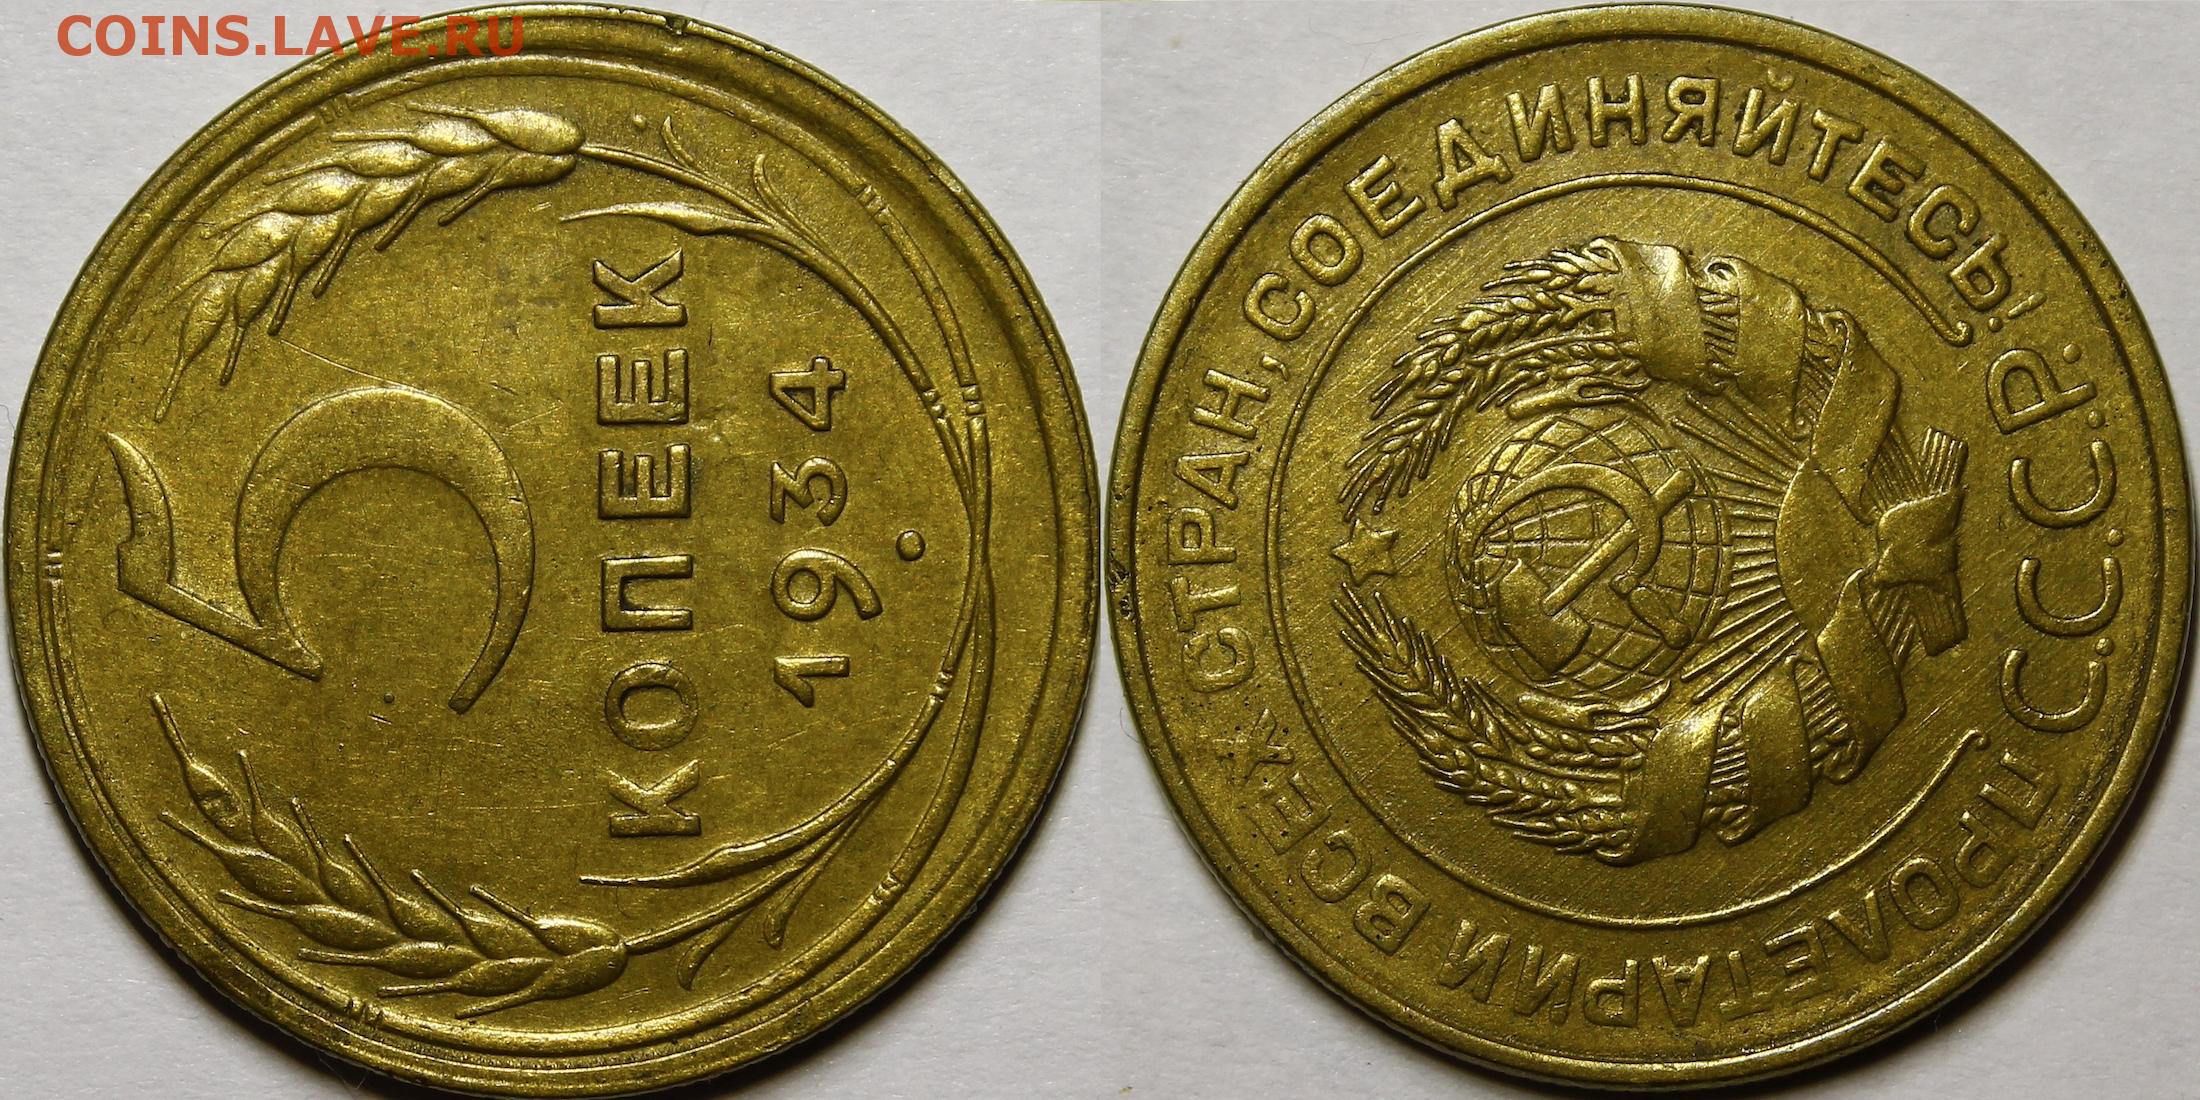 COINS.LAVE.RU
5
КОПЕЕК
1934
ПРОЛЕТАРИИ ВСЕХ СТРАН, СОЕДИНЯЙТЕСЬ!
С.С.С.Р.